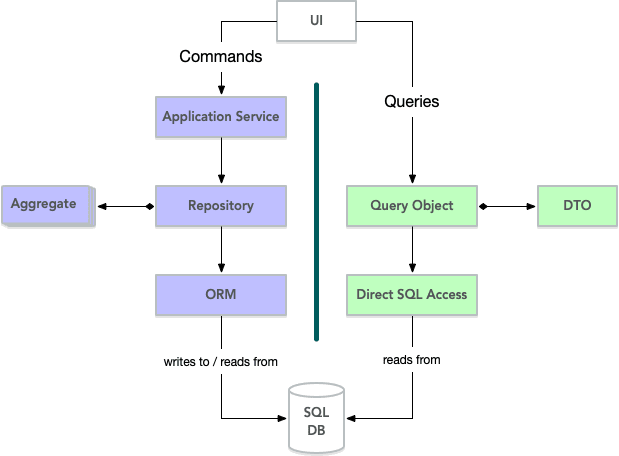 UI
Commands
Queries
Application Service
Aggregate
Repository
Query Object
DTO
ORM
Direct SQL Access
writes to / reads from
reads from
SQL
DB